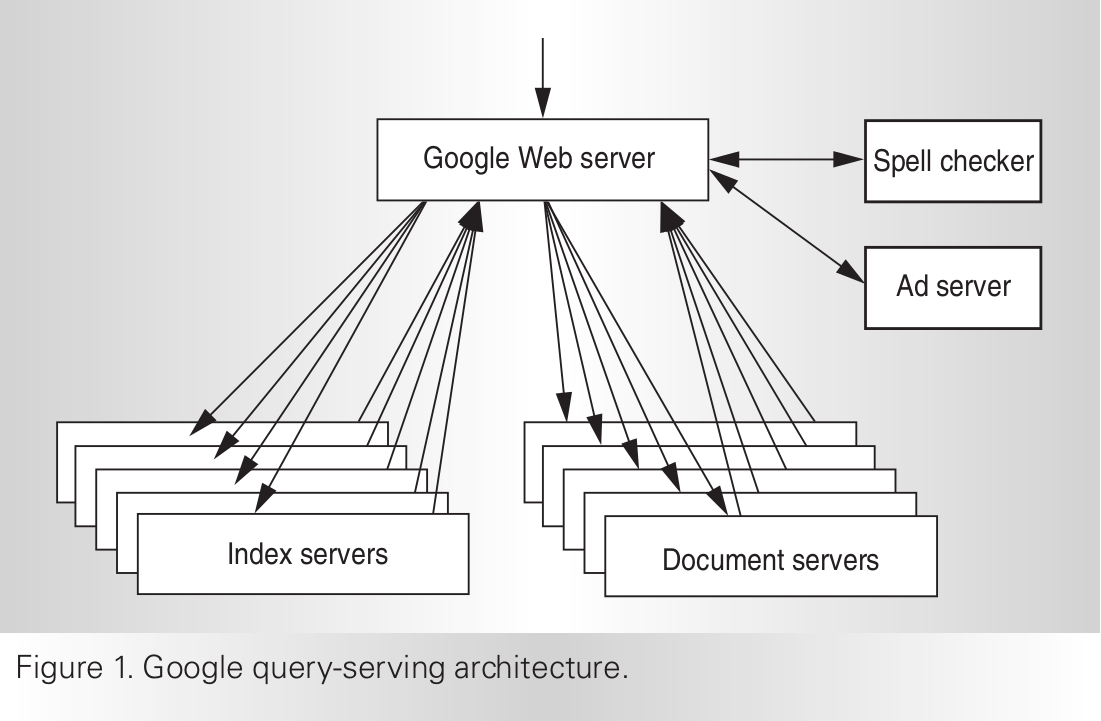 Google Web server
Spell checker
Ad server
Index servers
Document servers
Figure 1. Google query-serving architecture.